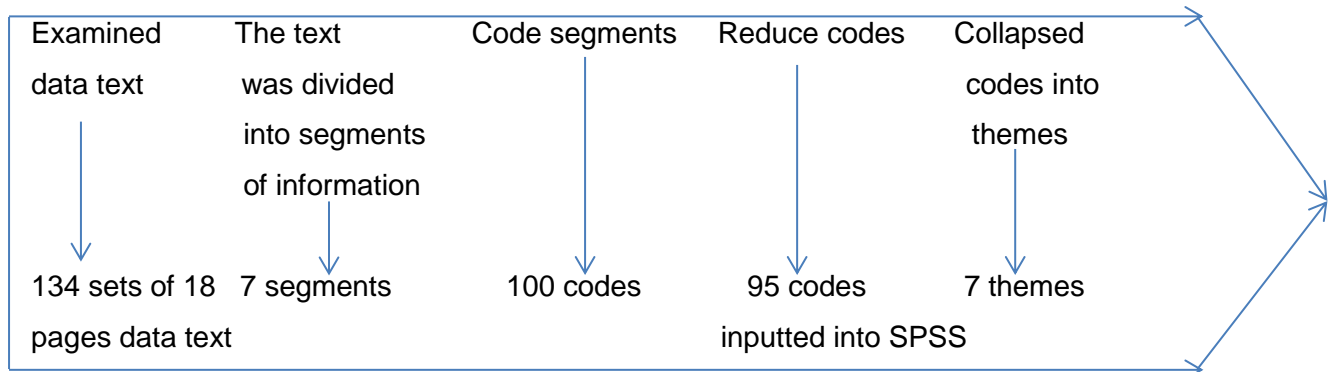 Examined The text Code segments Reduce codes Collapsed
data text was divided codes into
into segments themes
of information
134 sets of 18 7 segments 100 codes 95 codes 7 themes
pages data text inputted into SPSS